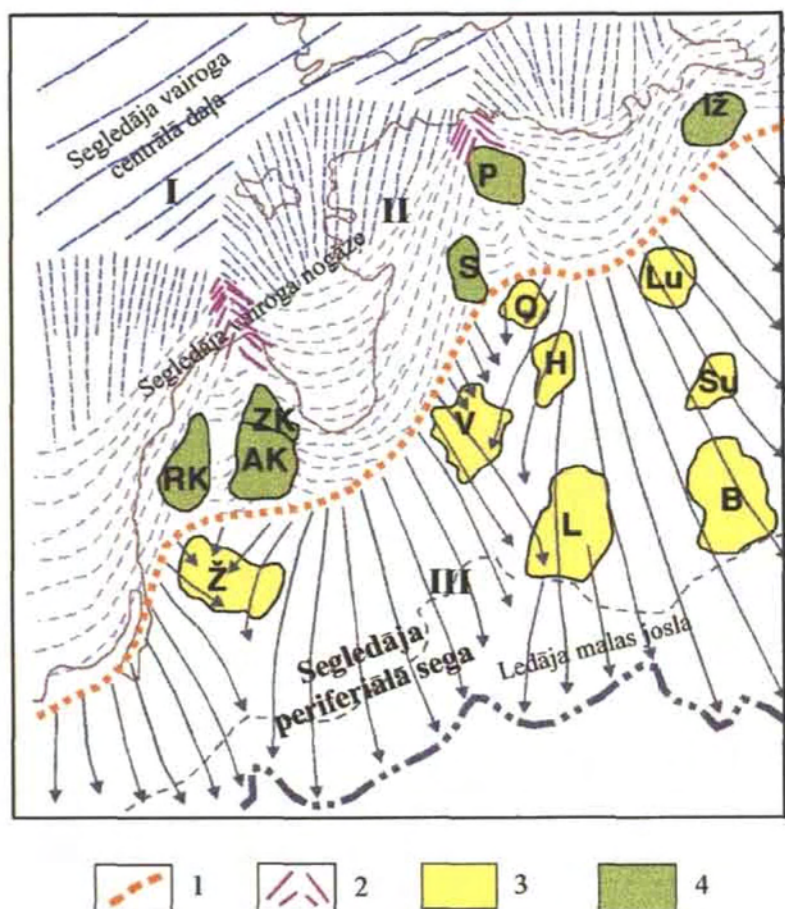 Segledāja vairoga
centrālā daļa
I
II
Segledāja vairoga nogāze
Iž
P
S
O
Lu
H
Su
V
ZK
AK
RK
Ž
L
B
III
Segledāja
periferiālā sega
Ledāja malas josla
1
2
3
4